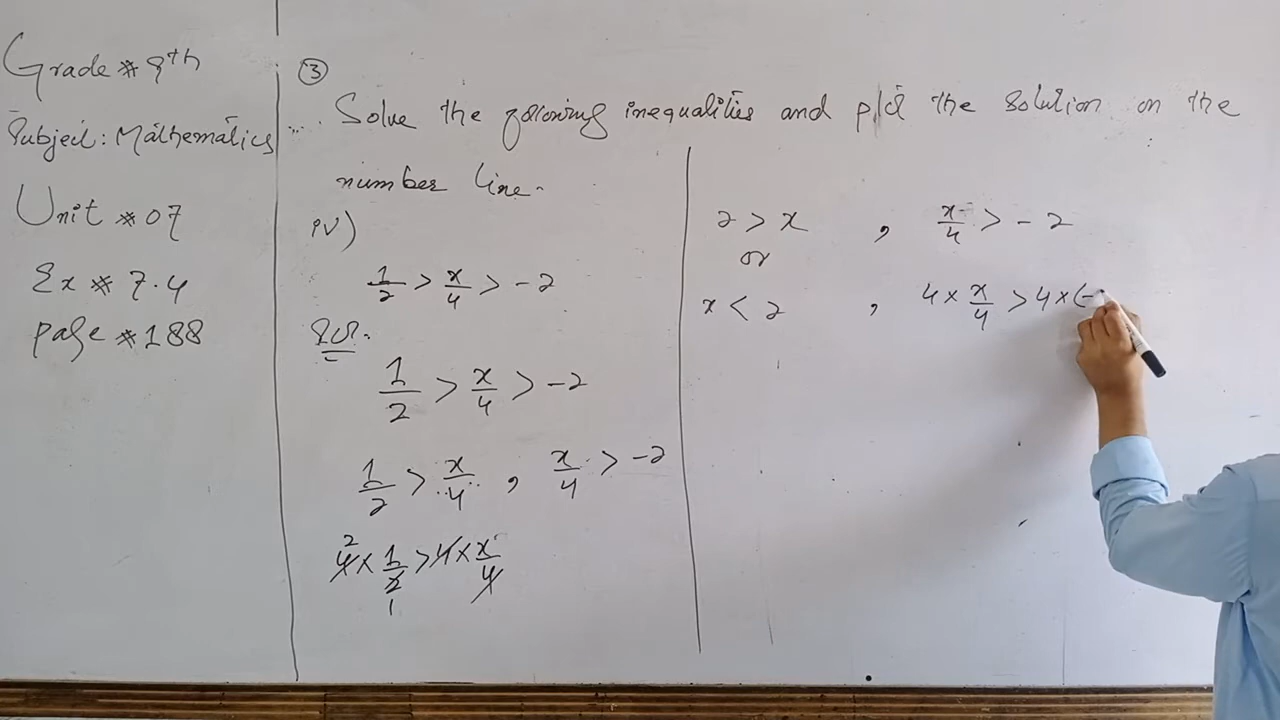 Grade # 9th
Subject: Mathematics
Unit # 07
Ex # 7.4
page # 188
③
Solve the following inequalities and plot the solution on the
number line.
iv)
1/2 > x/4 > -2
Sol.
1/2 > x/4 > -2
1/2 > x/4 , x/4 > -2
2
4 × 1/2 > 4 × x/4
1
2 > x , x/4 > -2
or
x < 2 , 4 × x/4 > 4 × (-